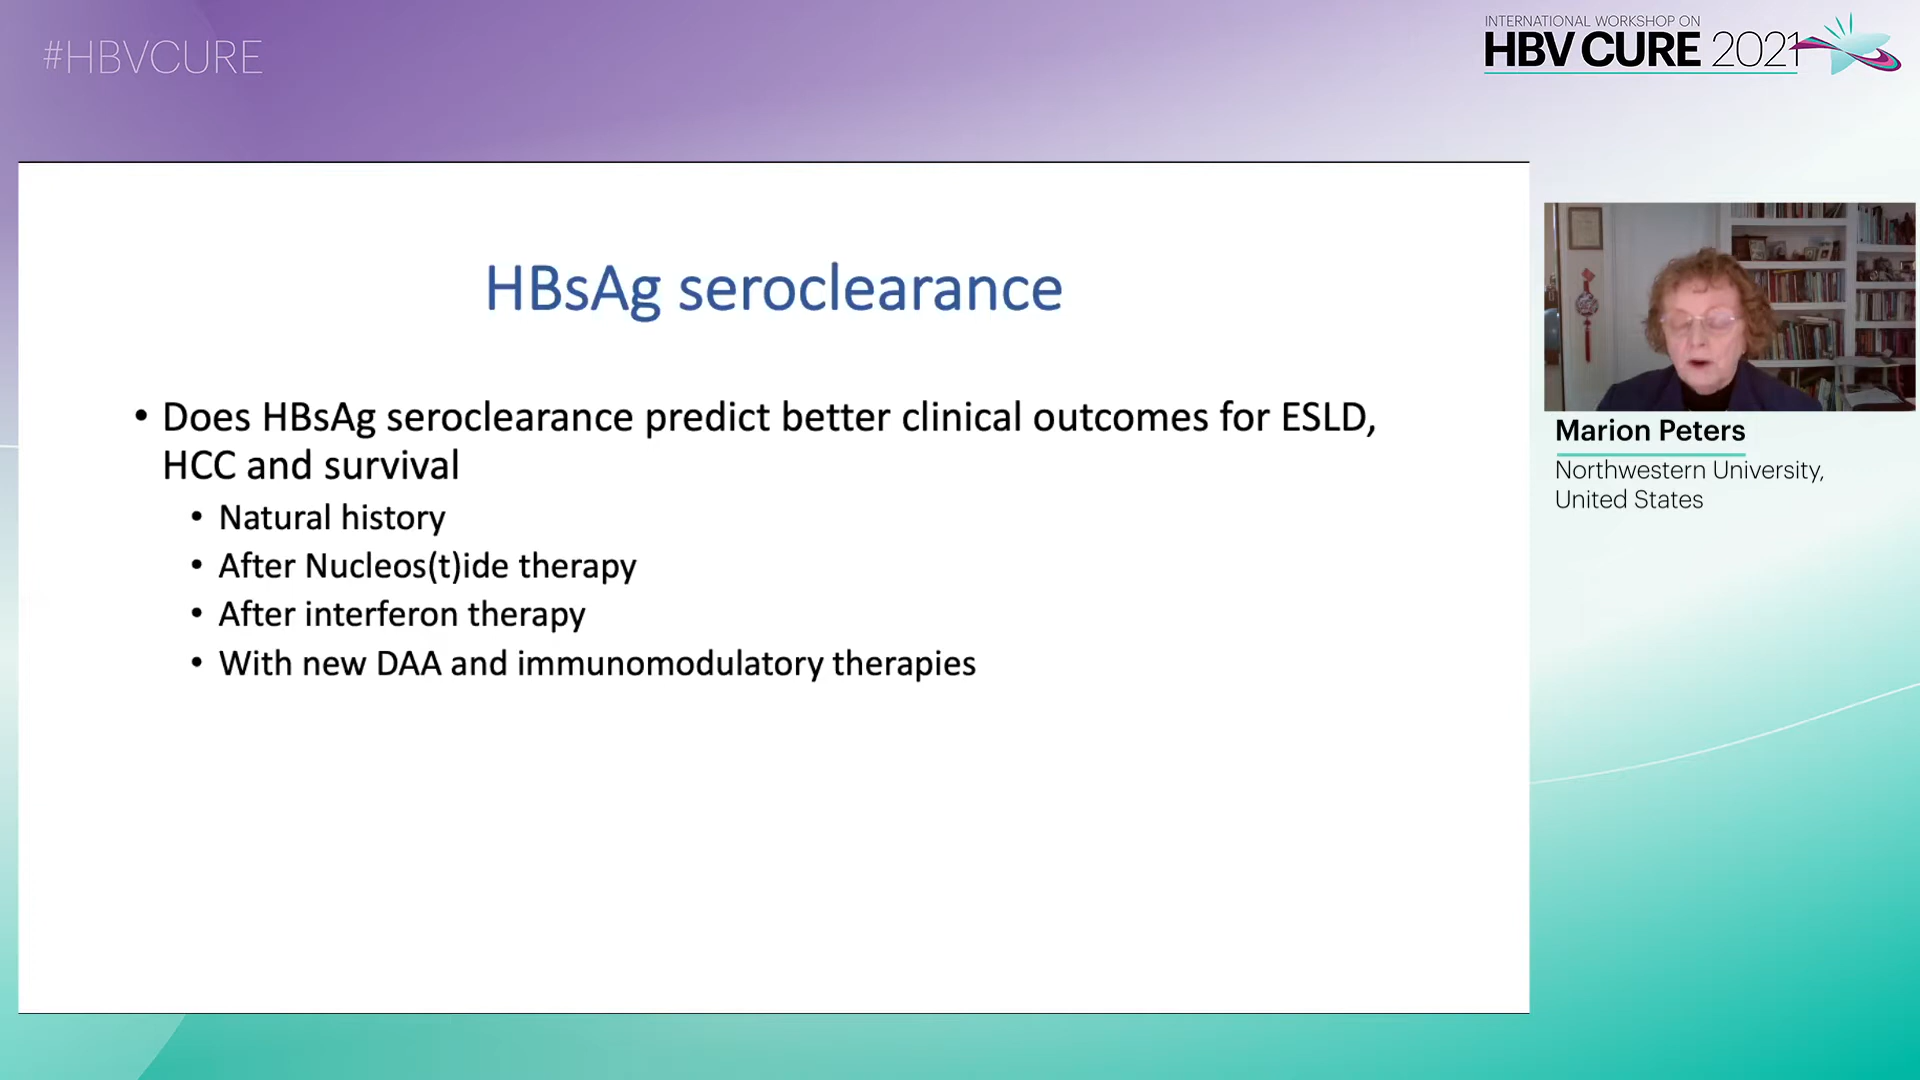 #HBVCURE
INTERNATIONAL WORKSHOP ON
HBV CURE 2021
HBsAg seroclearance
• Does HBsAg seroclearance predict better clinical outcomes for ESLD,
HCC and survival
• Natural history
• After Nucleos(t)ide therapy
• After interferon therapy
• With new DAA and immunomodulatory therapies
Marion Peters
Northwestern University,
United States